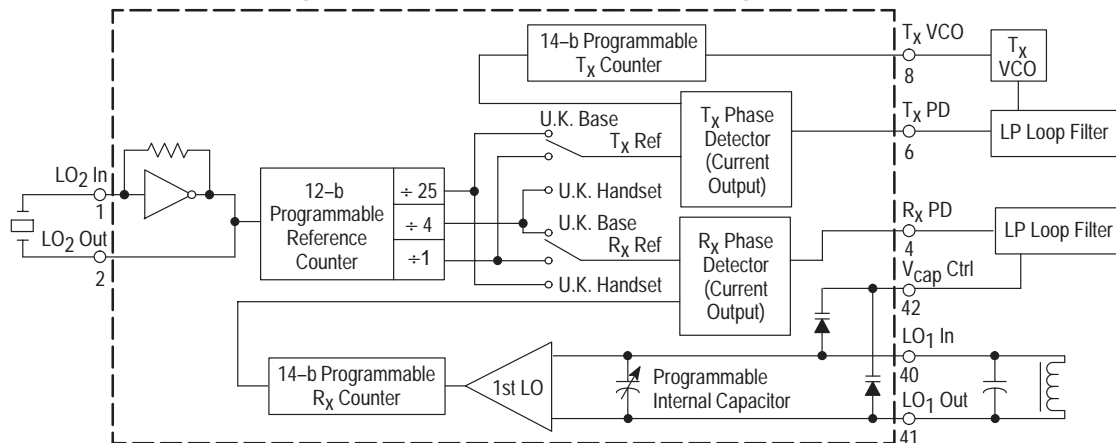 14–b Programmable
Tx Counter
Tx VCO
8
Tx
VCO
U.K. Base
Tx Ref
Tx Phase
Detector
(Current
Output)
Tx PD
6
LP Loop Filter
LO2 In
1
LO2 Out
2
12–b
Programmable
Reference
Counter
÷ 25
÷ 4
÷1
U.K. Handset
U.K. Base
Rx Ref
U.K. Handset
Rx Phase
Detector
(Current
Output)
Rx PD
4
LP Loop Filter
Vcap Ctrl
42
LO1 In
40
14–b Programmable
Rx Counter
1st LO
Programmable
Internal Capacitor
LO1 Out
41